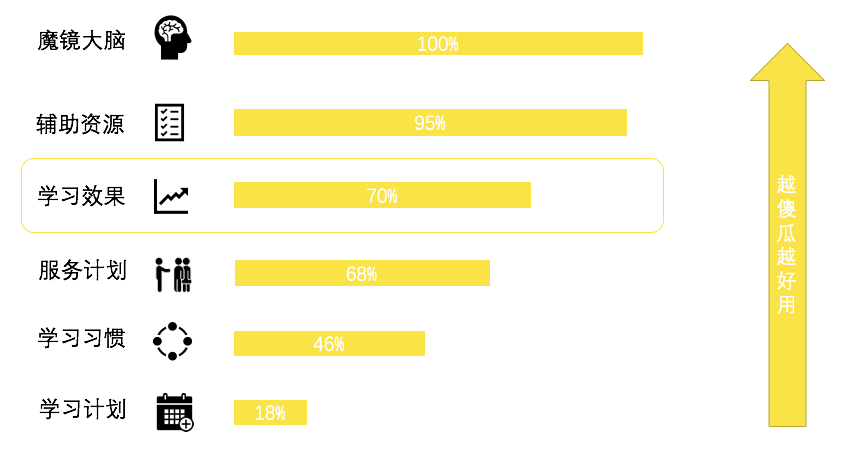 魔镜大脑
100%
辅助资源
95%
学习效果
70%
服务计划
68%
学习习惯
46%
学习计划
18%
越傻瓜越好用